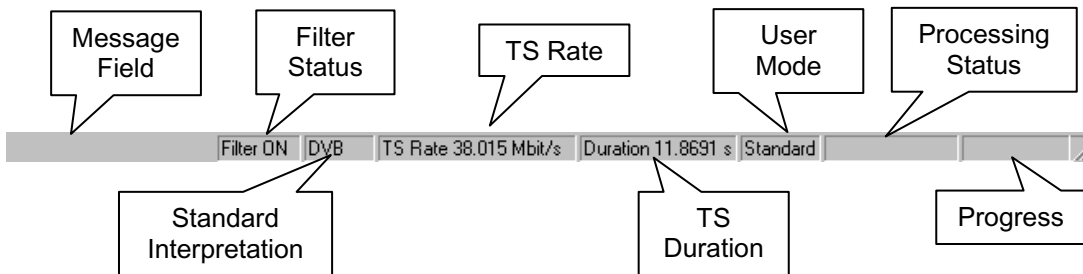 Message
Field
Filter
Status
TS Rate
User
Mode
Processing
Status
Filter ON
DVB
TS Rate 38.015 Mbit/s
Duration 11.8691 s
Standard
Standard
Interpretation
TS
Duration
Progress